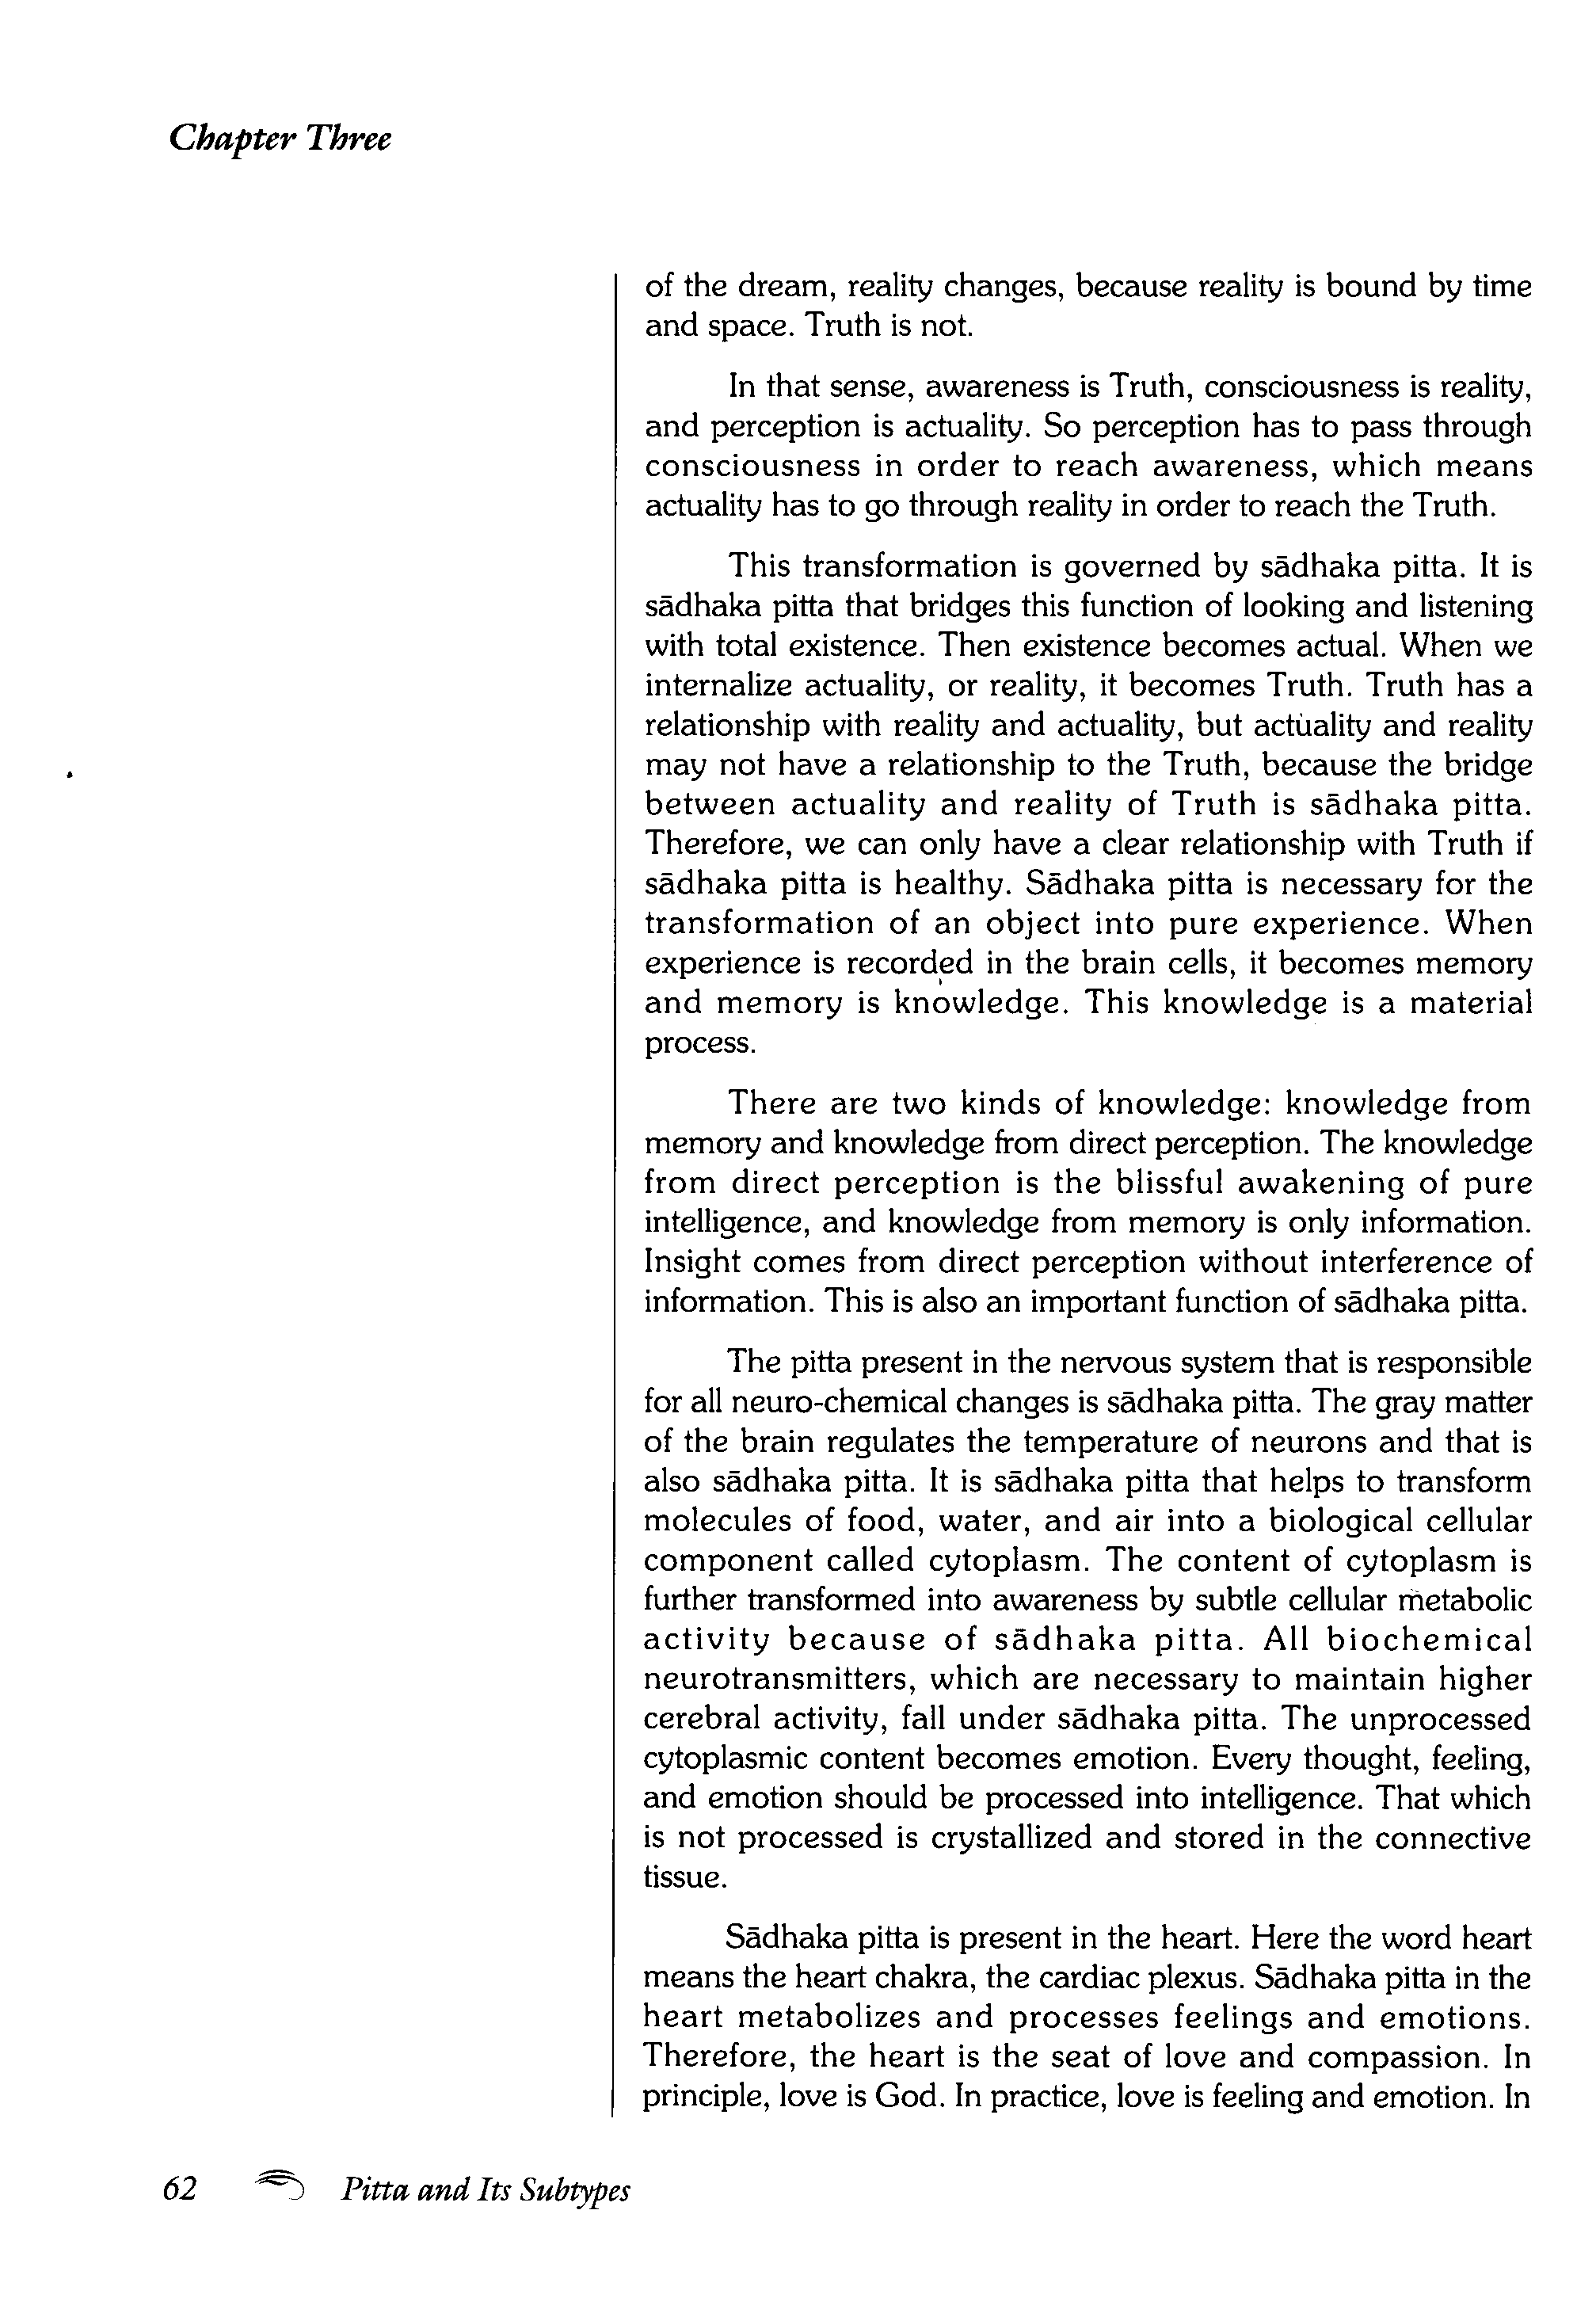 Chapter Three
of the dream, reality changes, because reality is bound by time
and space. Truth is not.
In that sense, awareness is Truth, consciousness is reality,
and perception is actuality. So perception has to pass through
consciousness in order to reach awareness, which means
actuality has to go through reality in order to reach the Truth.
This transformation is governed by sādhaka pitta. It is
sādhaka pitta that bridges this function of looking and listening
with total existence. Then existence becomes actual. When we
internalize actuality, or reality, it becomes Truth. Truth has a
relationship with reality and actuality, but actuality and reality
may not have a relationship to the Truth, because the bridge
between actuality and reality of Truth is sādhaka pitta.
Therefore, we can only have a clear relationship with Truth if
sādhaka pitta is healthy. Sādhaka pitta is necessary for the
transformation of an object into pure experience. When
experience is recorded in the brain cells, it becomes memory
and memory is knowledge. This knowledge is a material
process.
There are two kinds of knowledge: knowledge from
memory and knowledge from direct perception. The knowledge
from direct perception is the blissful awakening of pure
intelligence, and knowledge from memory is only information.
Insight comes from direct perception without interference of
information. This is also an important function of sādhaka pitta.
The pitta present in the nervous system that is responsible
for all neuro-chemical changes is sādhaka pitta. The gray matter
of the brain regulates the temperature of neurons and that is
also sādhaka pitta. It is sādhaka pitta that helps to transform
molecules of food, water, and air into a biological cellular
component called cytoplasm. The content of cytoplasm is
further transformed into awareness by subtle cellular metabolic
activity because of sādhaka pitta. All biochemical
neurotransmitters, which are necessary to maintain higher
cerebral activity, fall under sādhaka pitta. The unprocessed
cytoplasmic content becomes emotion. Every thought, feeling,
and emotion should be processed into intelligence. That which
is not processed is crystallized and stored in the connective
tissue.
Sādhaka pitta is present in the heart. Here the word heart
means the heart chakra, the cardiac plexus. Sādhaka pitta in the
heart metabolizes and processes feelings and emotions.
Therefore, the heart is the seat of love and compassion. In
principle, love is God. In practice, love is feeling and emotion. In
62 Pitta and Its Subtypes